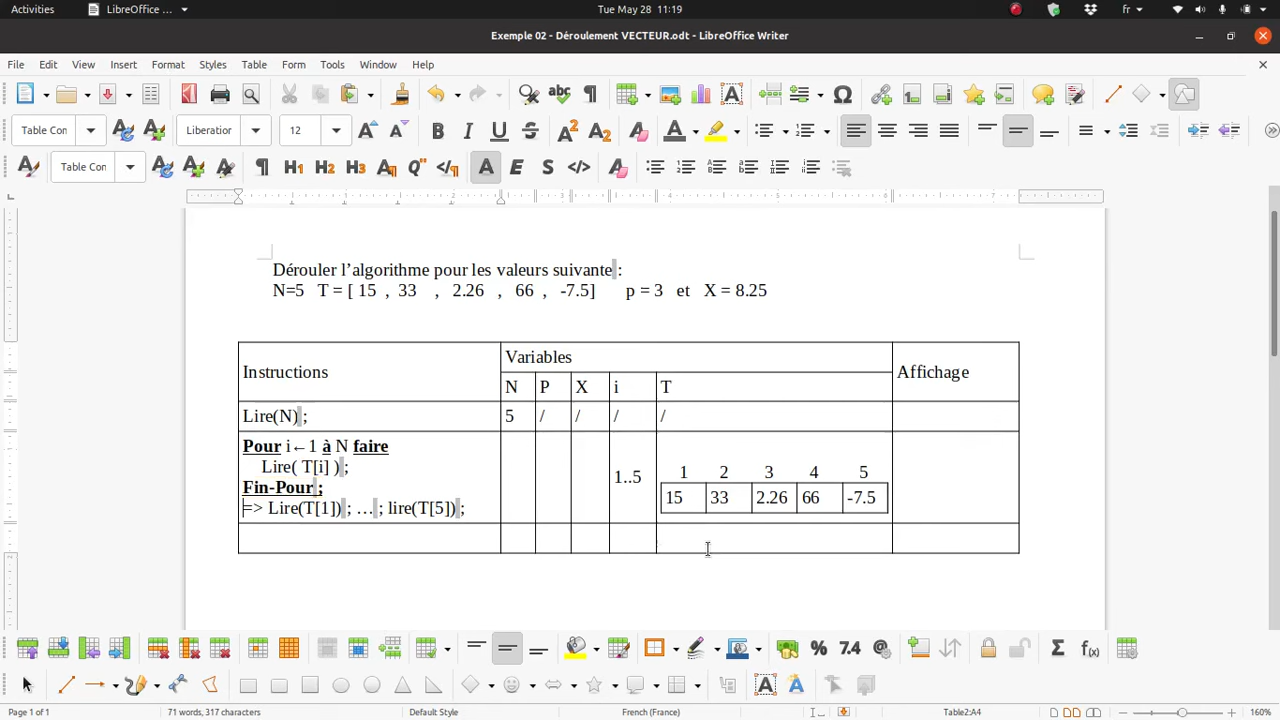 Activities LibreOffice ... Tue May 28 11:19 fr
Exemple 02 - Déroulement VECTEUR.odt - LibreOffice Writer
File Edit View Insert Format Styles Table Form Tools Window Help
Table Con Liberation 12
Table Con H1 H2 H3
Dérouler l’algorithme pour les valeurs suivante :
N=5 T = [ 15 , 33 , 2.26 , 66 , -7.5] p = 3 et X = 8.25
Instructions Variables Affichage
N P X i T
Lire(N) ; 5 / / / /
Pour i←1 à N faire
Lire( T[i] ) ;
Fin-Pour ;
=> Lire(T[1]) ; … ; lire(T[5]) ;
1..5
1 2 3 4 5
15 33 2.26 66 -7.5
Page 1 of 1 71 words, 317 characters Default Style French (France) Table2:A4 160%